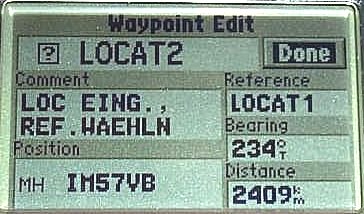 Waypoint Edit
? LOCAT2 Done
Comment
LOC EING.,
REF.WAEHLN
Reference
LOCAT1
Position
MH IM57VB
Bearing
234°T
Distance
2409km